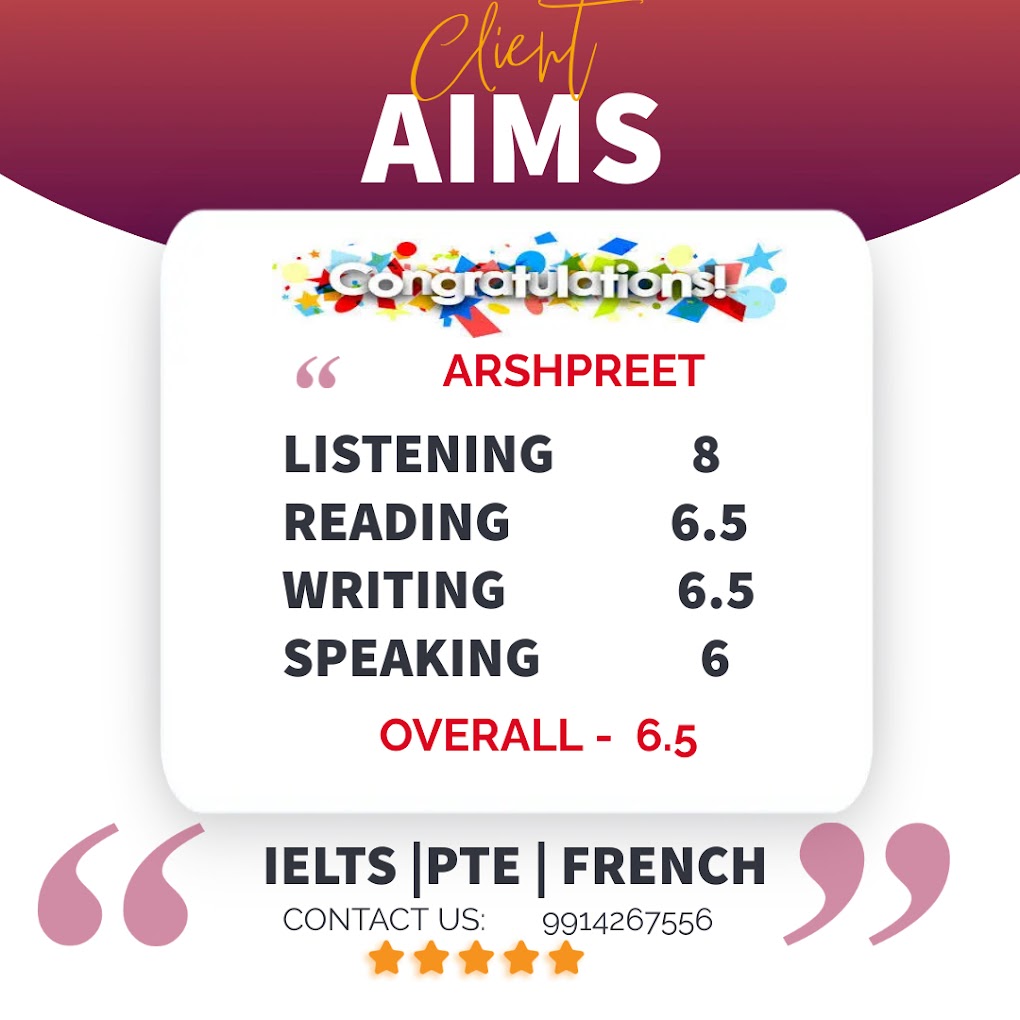 Client
AIMS
Congratulations!
“ ARSHPREET
LISTENING 8
READING 6.5
WRITING 6.5
SPEAKING 6
OVERALL - 6.5
“ IELTS |PTE | FRENCH ”
CONTACT US: 9914267556